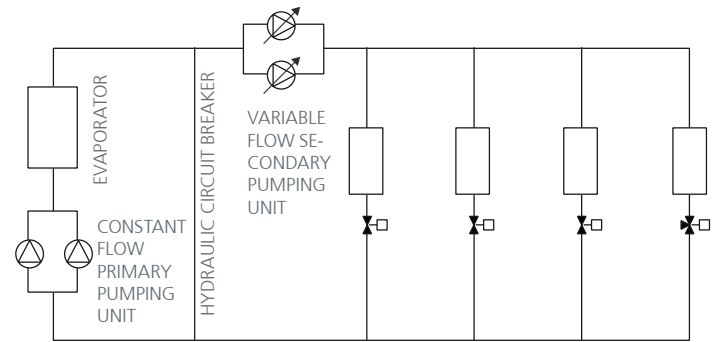 EVAPORATOR
CONSTANT
FLOW
PRIMARY
PUMPING
UNIT
HYDRAULIC CIRCUIT BREAKER
VARIABLE
FLOW SE-
CONDARY
PUMPING
UNIT